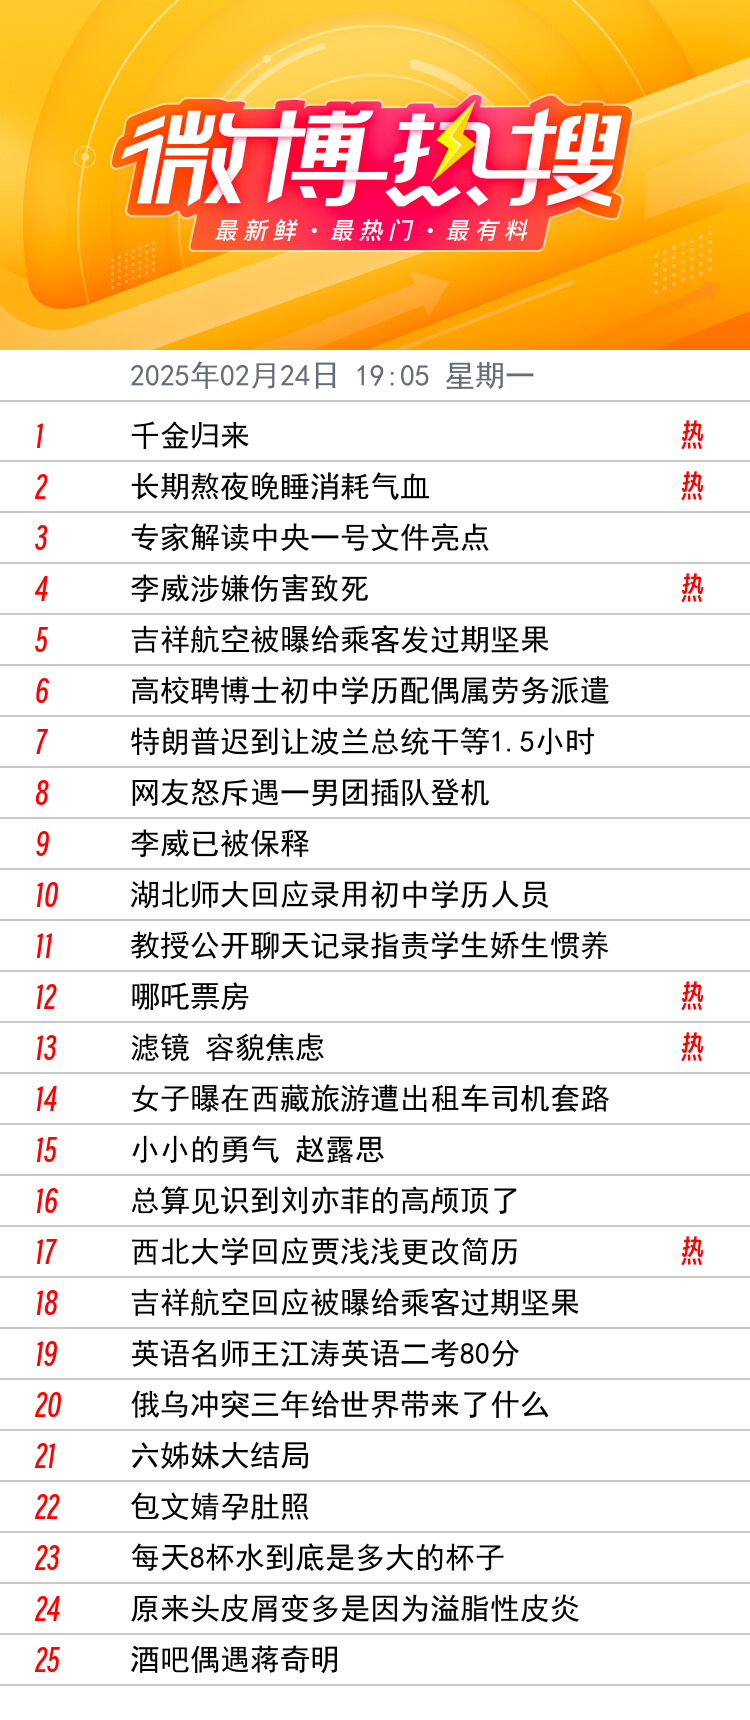 微博热搜
最新鲜·最热门·最有料
2025年02月24日 19:05 星期一
1 千金归来 热
2 长期熬夜晚睡消耗气血 热
3 专家解读中央一号文件亮点
4 李威涉嫌伤害致死 热
5 吉祥航空被曝给乘客发过期坚果
6 高校聘博士初中学历配偶属劳务派遣
7 特朗普迟到让波兰总统干等1.5小时
8 网友怒斥遇一男团插队登机
9 李威已被保释
10 湖北师大回应录用初中学历人员
11 教授公开聊天记录指责学生娇生惯养
12 哪吒票房 热
13 滤镜 容貌焦虑 热
14 女子曝在西藏旅游遭出租车司机套路
15 小小的勇气 赵露思
16 总算见识到刘亦菲的高颅顶了
17 西北大学回应贾浅浅更改简历 热
18 吉祥航空回应被曝给乘客过期坚果
19 英语名师王江涛英语二考80分
20 俄乌冲突三年给世界带来了什么
21 六姊妹大结局
22 包文婧孕肚照
23 每天8杯水到底是多大的杯子
24 原来头皮屑变多是因为溢脂性皮炎
25 酒吧偶遇蒋奇明